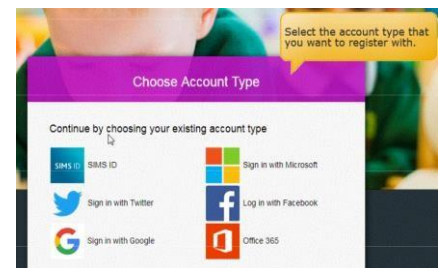 Select the account type that
you want to register with.
Choose Account Type
Continue by choosing your existing account type
SIMS ID SIMS ID
Sign in with Microsoft
Sign in with Twitter
Log in with Facebook
Sign in with Google
Office 365